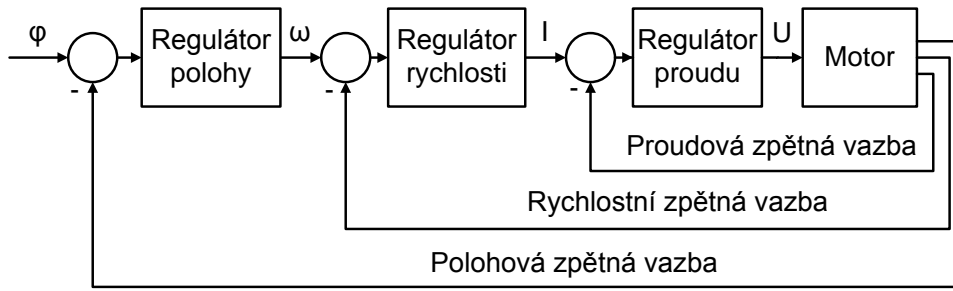 φ
Regulátor
polohy
ω
Regulátor
rychlosti
I
Regulátor
proudu
U
Motor
-
-
-
Proudová zpětná vazba
Rychlostní zpětná vazba
Polohová zpětná vazba